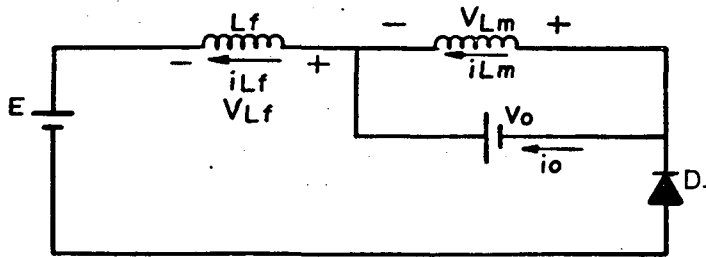 Lf
− VLm +
− iLf +
iLm
VLf
E
Vo
io
D.